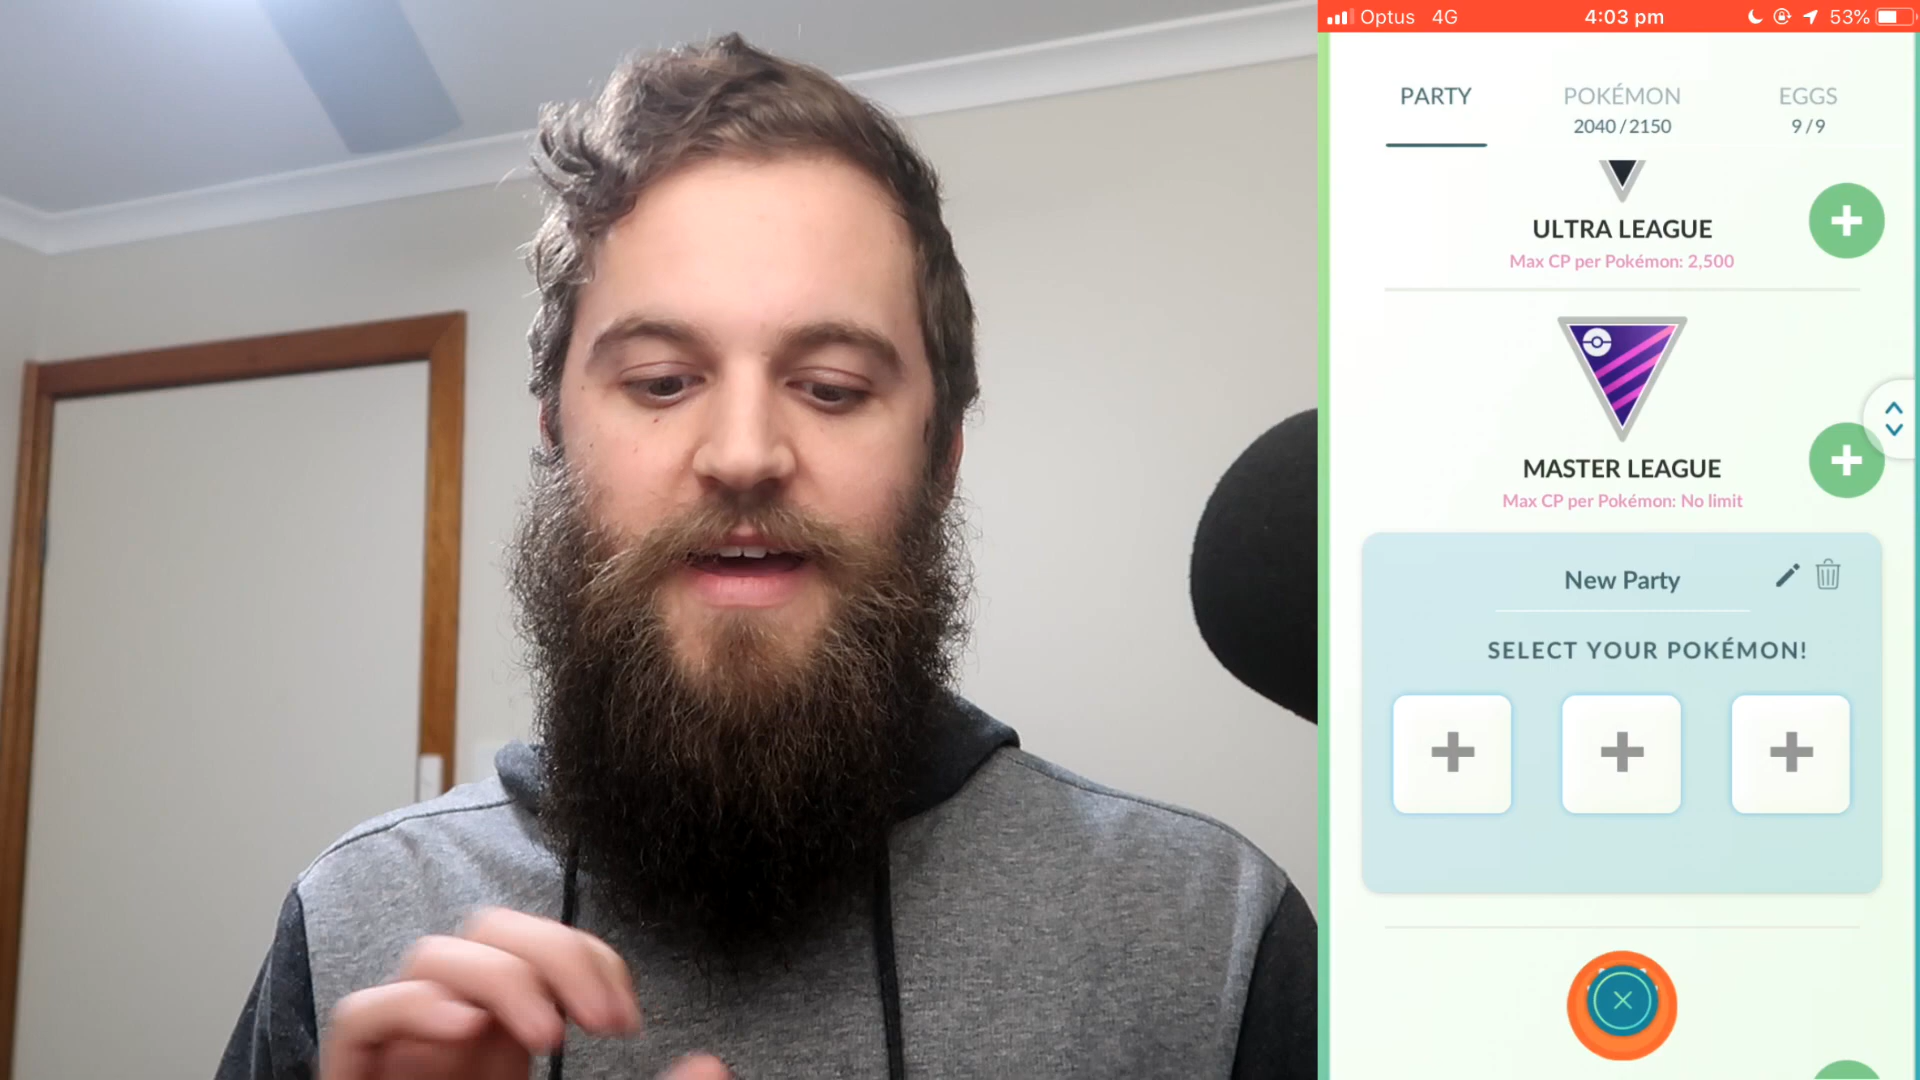 Optus 4G 4:03 pm 53%
PARTY POKÉMON EGGS
2040/2150 9/9
ULTRA LEAGUE
Max CP per Pokémon: 2,500
MASTER LEAGUE
Max CP per Pokémon: No limit
New Party
SELECT YOUR POKÉMON!